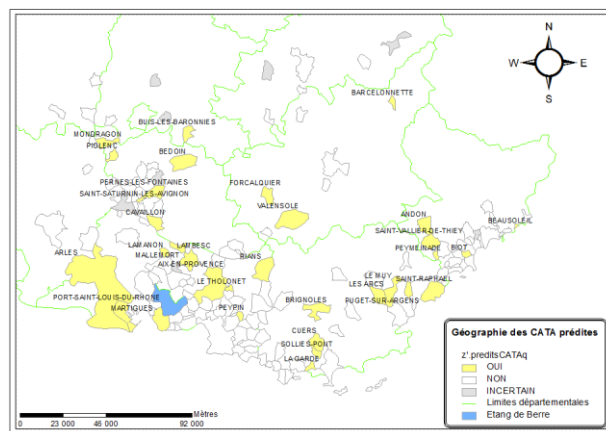 N
W E
S
BARCELONNETTE
BUIS-LES-BARONNIES
MONDRAGON
PIOLENC
BEDOIN
PERNES-LES-FONTAINES
SAINT-SATURNIN-LES-AVIGNON
CAVAILLON
FORCALQUIER
VALENSOLE
ANDON
BEAUSOLEIL
SAINT-VALLIER-DE-THIEY
PEYMEINADE
BIOT
LAMANON
LAMBESC
MALLEMORT
RIANS
ARLES
AIX-EN-PROVENCE
LE THOLONET
LE MUY
SAINT-RAPHAEL
LES ARCS
PORT-SAINT-LOUIS-DU-RHONE
BRIGNOLES
PUGET-SUR-ARGENS
MARTIGUES
PEYPIN
CUERS
SOLLIES-PONT
LA GARDE
Géographie des CATA prédites
z'.preditsCATAq
OUI
NON
INCERTAIN
Limites départementales
Etang de Berre
Mètres
0 23 000 46 000 92 000